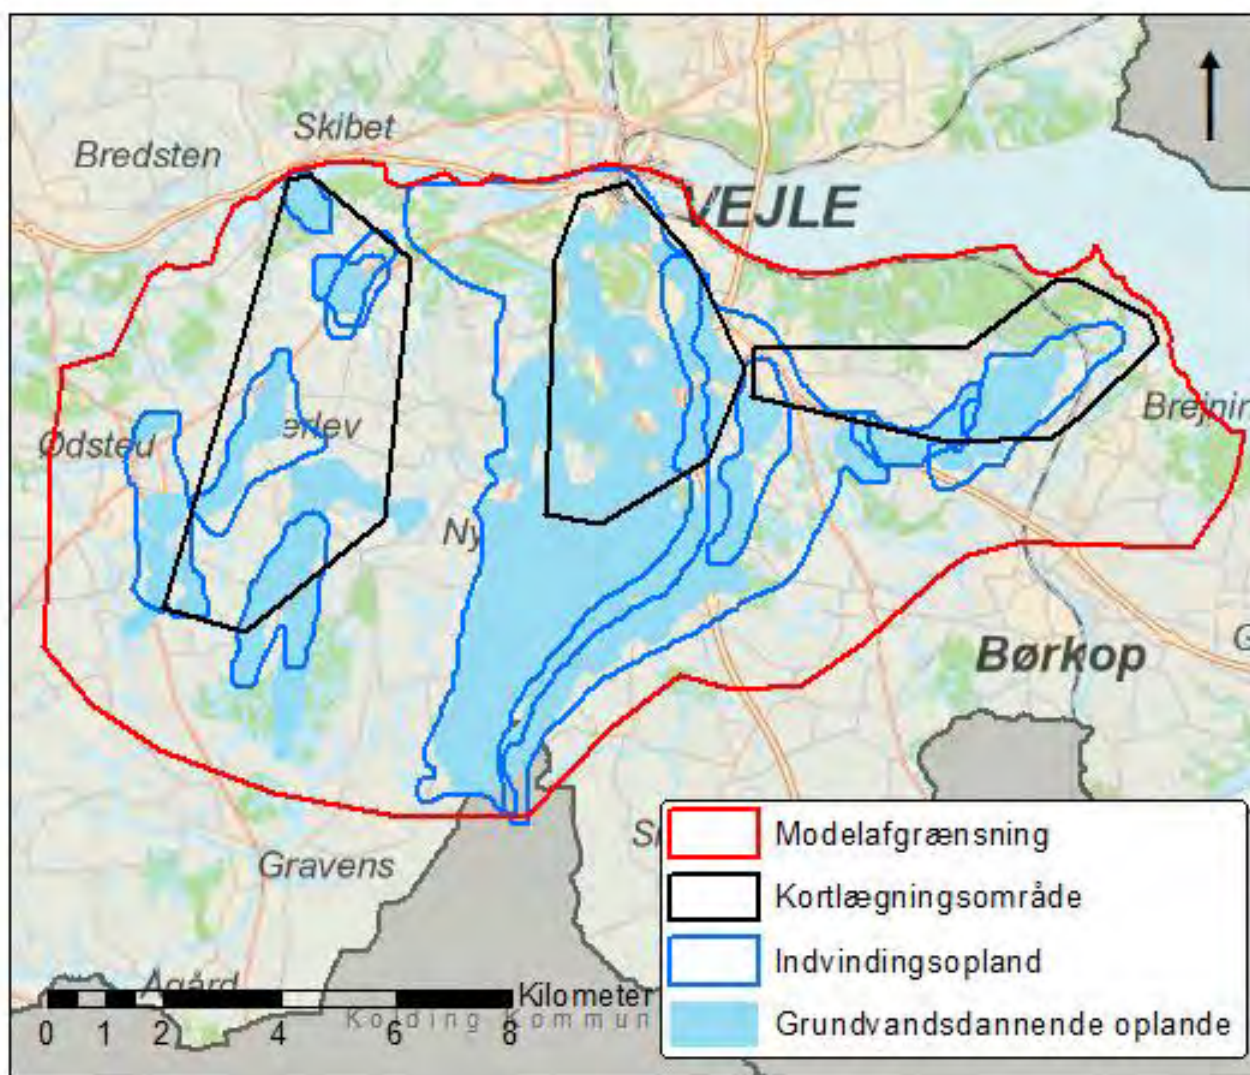 Skibet
Bredsten
VEJLE
Ødsted
erlev
Brejnin
Ny
Børkop
G
Gravens
S
Ågård
Kilometer
0 1 2 4 6 8
Kolding Kommun
Modelafgrænsning
Kortlægningsområde
Indvindingsopland
Grundvandsdannende oplande